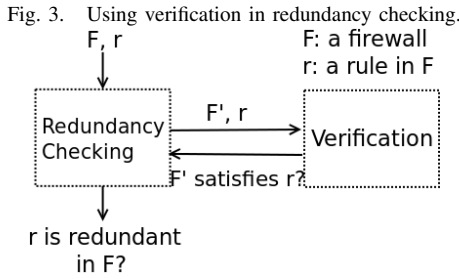 Fig. 3. Using verification in redundancy checking.
F, r
F: a firewall
r: a rule in F
F', r
Redundancy
Checking
Verification
F' satisfies r?
r is redundant
in F?